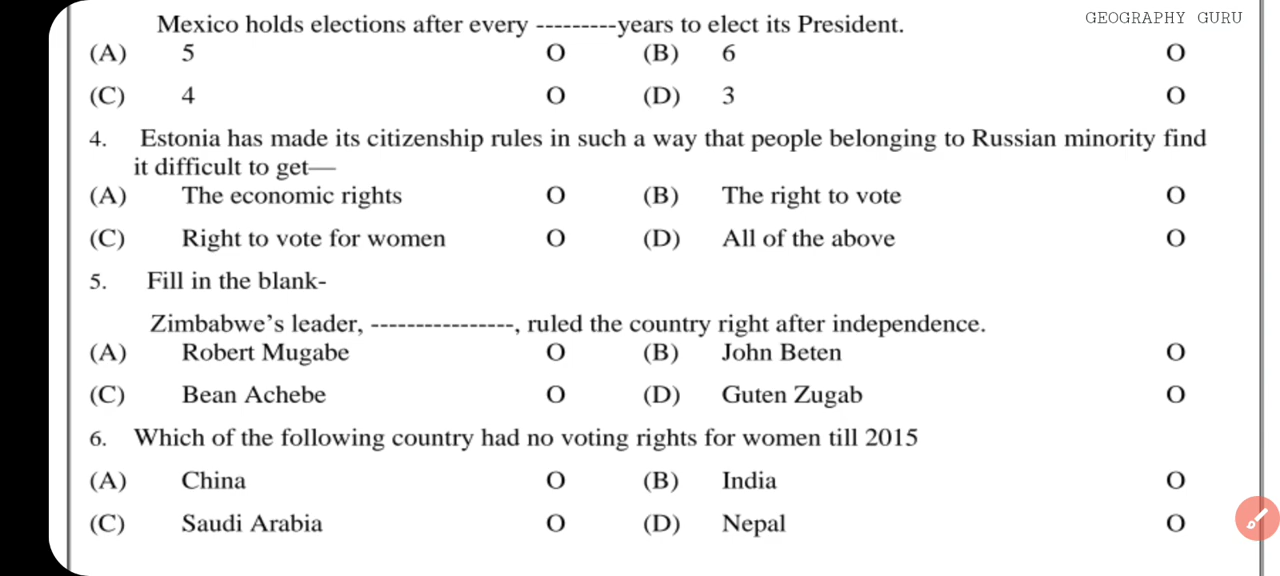 GEOGRAPHY GURU
Mexico holds elections after every ---------years to elect its President.
(A) 5 O (B) 6 O
(C) 4 O (D) 3 O
4. Estonia has made its citizenship rules in such a way that people belonging to Russian minority find
it difficult to get—
(A) The economic rights O (B) The right to vote O
(C) Right to vote for women O (D) All of the above O
5. Fill in the blank-
Zimbabwe’s leader, ----------------, ruled the country right after independence.
(A) Robert Mugabe O (B) John Beten O
(C) Bean Achebe O (D) Guten Zugab O
6. Which of the following country had no voting rights for women till 2015
(A) China O (B) India O
(C) Saudi Arabia O (D) Nepal O